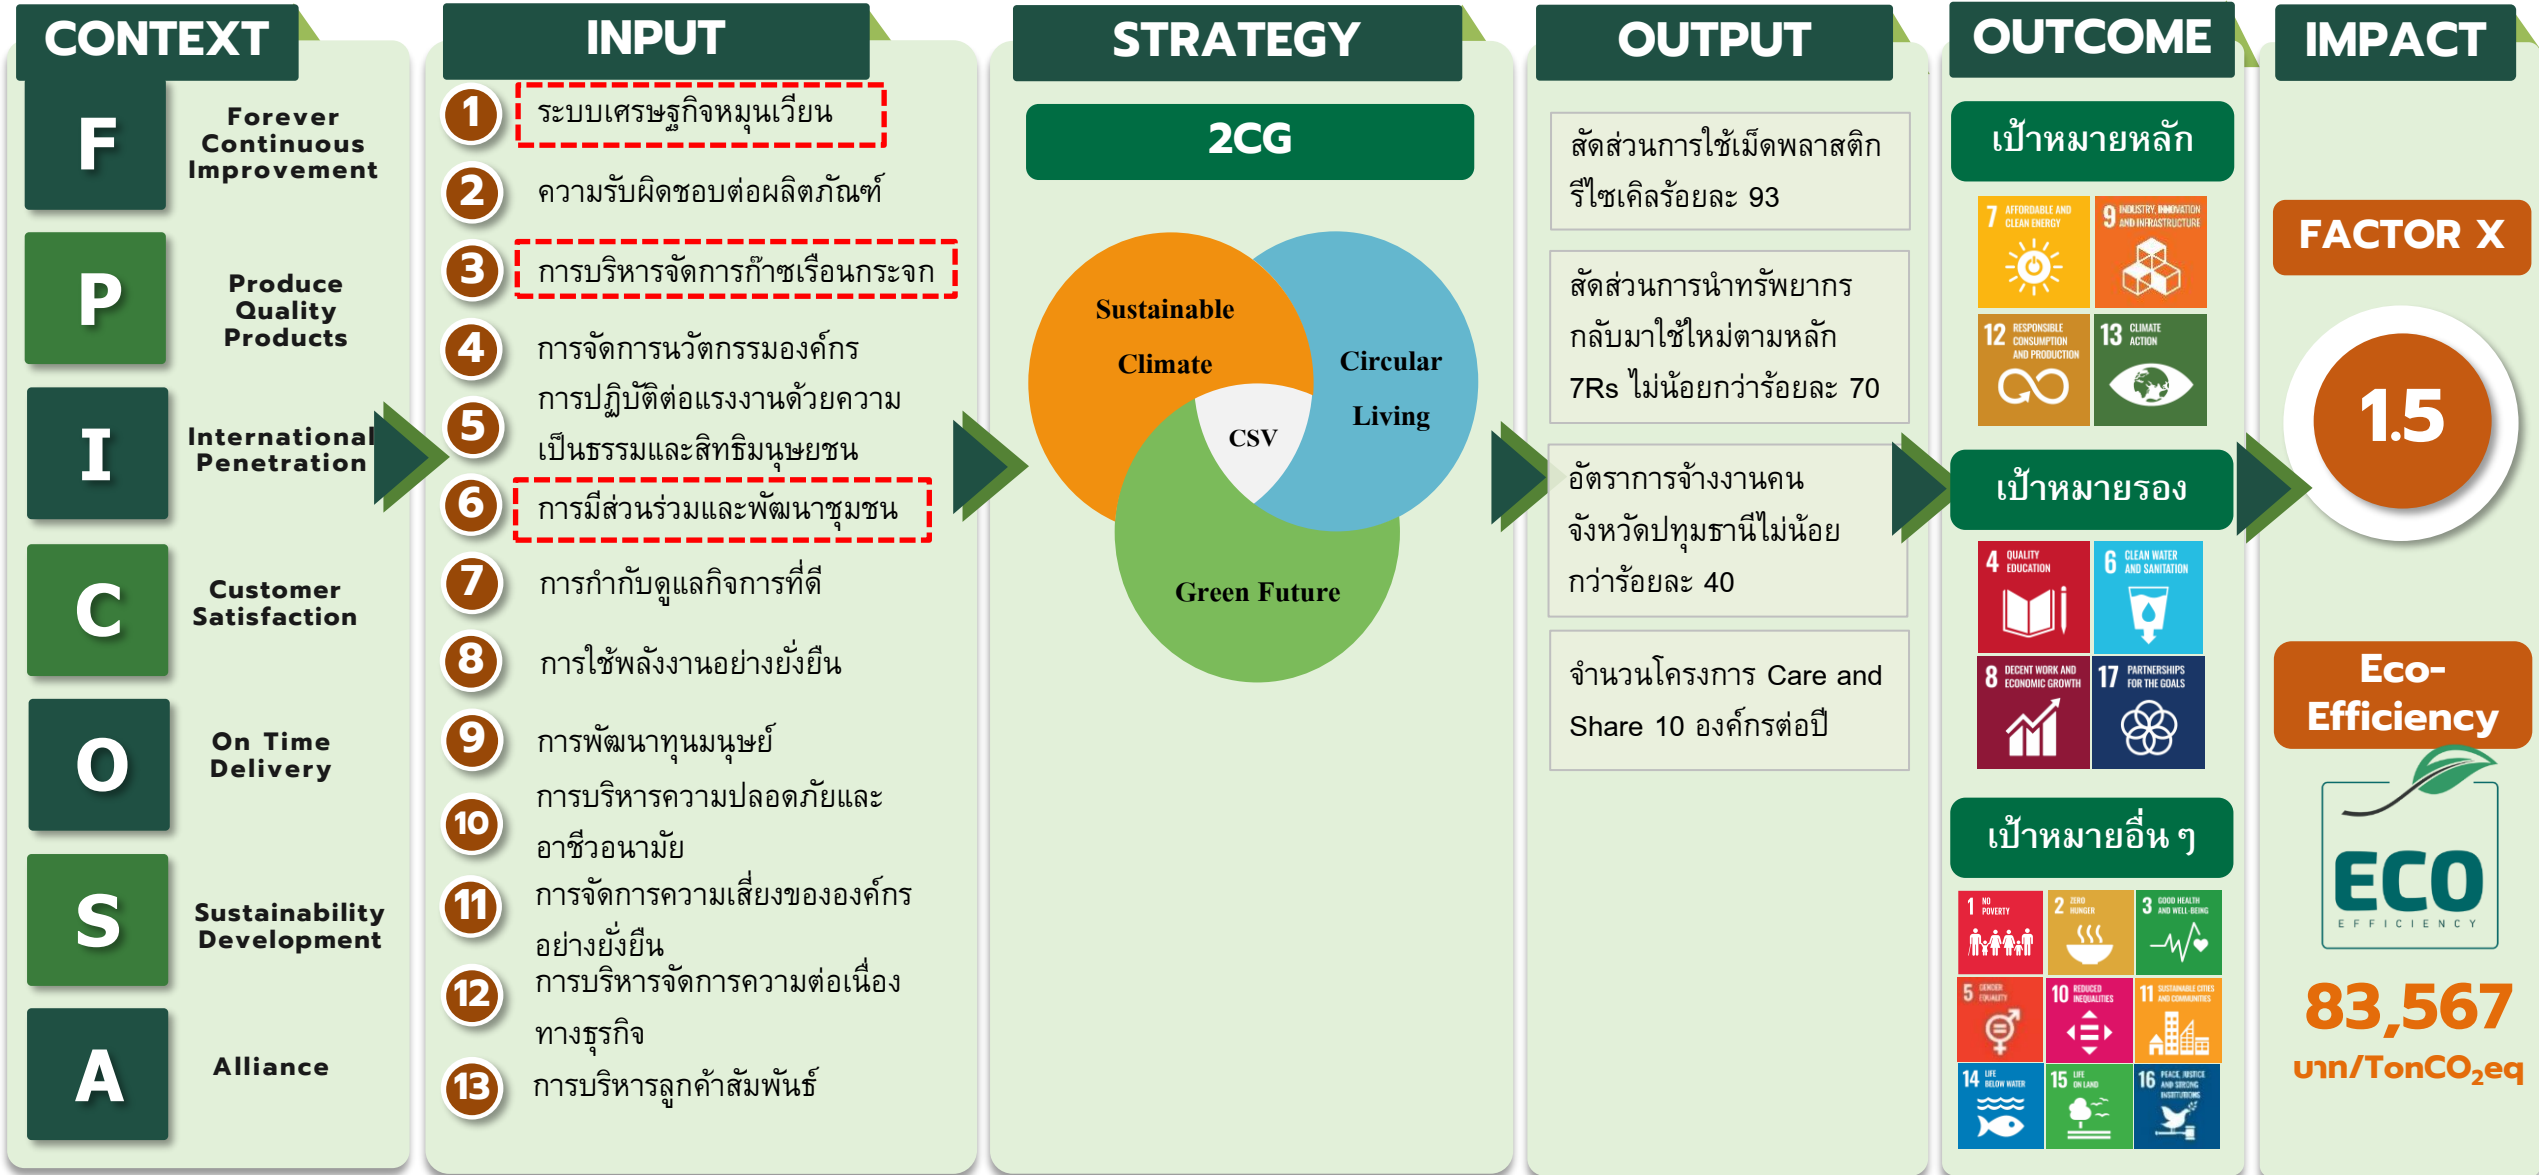 CONTEXT
F
Forever
Continuous
Improvement
P
Produce
Quality
Products
I
International
Penetration
C
Customer
Satisfaction
O
On Time
Delivery
S
Sustainability
Development
A
Alliance
INPUT
1
ระบบเศรษฐกิจหมุนเวียน
2
ความรับผิดชอบต่อผลิตภัณฑ์
3
การบริหารจัดการก๊าซเรือนกระจก
4
การจัดการนวัตกรรมองค์กร
5
การปฏิบัติต่อแรงงานด้วยความ
เป็นธรรมและสิทธิมนุษยชน
6
การมีส่วนร่วมและพัฒนาชุมชน
7
การกำกับดูแลกิจการที่ดี
8
การใช้พลังงานอย่างยั่งยืน
9
การพัฒนาทุนมนุษย์
10
การบริหารความปลอดภัยและ
อาชีวอนามัย
11
การจัดการความเสี่ยงขององค์กร
อย่างยั่งยืน
12
การบริหารจัดการความต่อเนื่อง
ทางธุรกิจ
13
การบริหารลูกค้าสัมพันธ์
STRATEGY
2CG
Sustainable
Climate
Circular
Living
CSV
Green Future
OUTPUT
สัดส่วนการใช้เม็ดพลาสติก
รีไซเคิลร้อยละ 93
สัดส่วนการนำทรัพยากร
กลับมาใช้ใหม่ตามหลัก
7Rs ไม่น้อยกว่าร้อยละ 70
อัตราการจ้างงานคน
จังหวัดปทุมธานีไม่น้อย
กว่าร้อยละ 40
จำนวนโครงการ Care and
Share 10 องค์กรต่อปี
OUTCOME
เป้าหมายหลัก
7 AFFORDABLE AND
CLEAN ENERGY
9 INDUSTRY, INNOVATION
AND INFRASTRUCTURE
12 RESPONSIBLE
CONSUMPTION
AND PRODUCTION
13 CLIMATE
ACTION
เป้าหมายรอง
4 QUALITY
EDUCATION
6 CLEAN WATER
AND SANITATION
8 DECENT WORK AND
ECONOMIC GROWTH
17 PARTNERSHIPS
FOR THE GOALS
เป้าหมายอื่น ๆ
1 NO
POVERTY
2 ZERO
HUNGER
3 GOOD HEALTH
AND WELL-BEING
5 GENDER
EQUALITY
10 REDUCED
INEQUALITIES
11 SUSTAINABLE CITIES
AND COMMUNITIES
14 LIFE
BELOW WATER
15 LIFE
ON LAND
16 PEACE, JUSTICE
AND STRONG
INSTITUTIONS
IMPACT
FACTOR X
1.5
Eco-
Efficiency
ECO
EFFICIENCY
83,567
บาท/TonCO₂eq